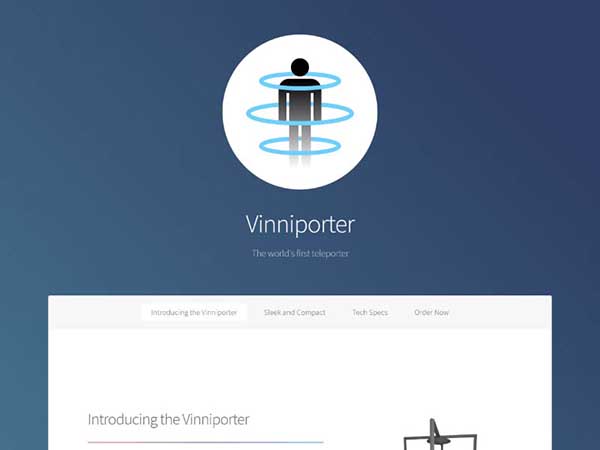 Vinniporter
The world's first teleporter
Introducing the Vinniporter Sleek and Compact Tech Specs Order Now
Introducing the Vinniporter